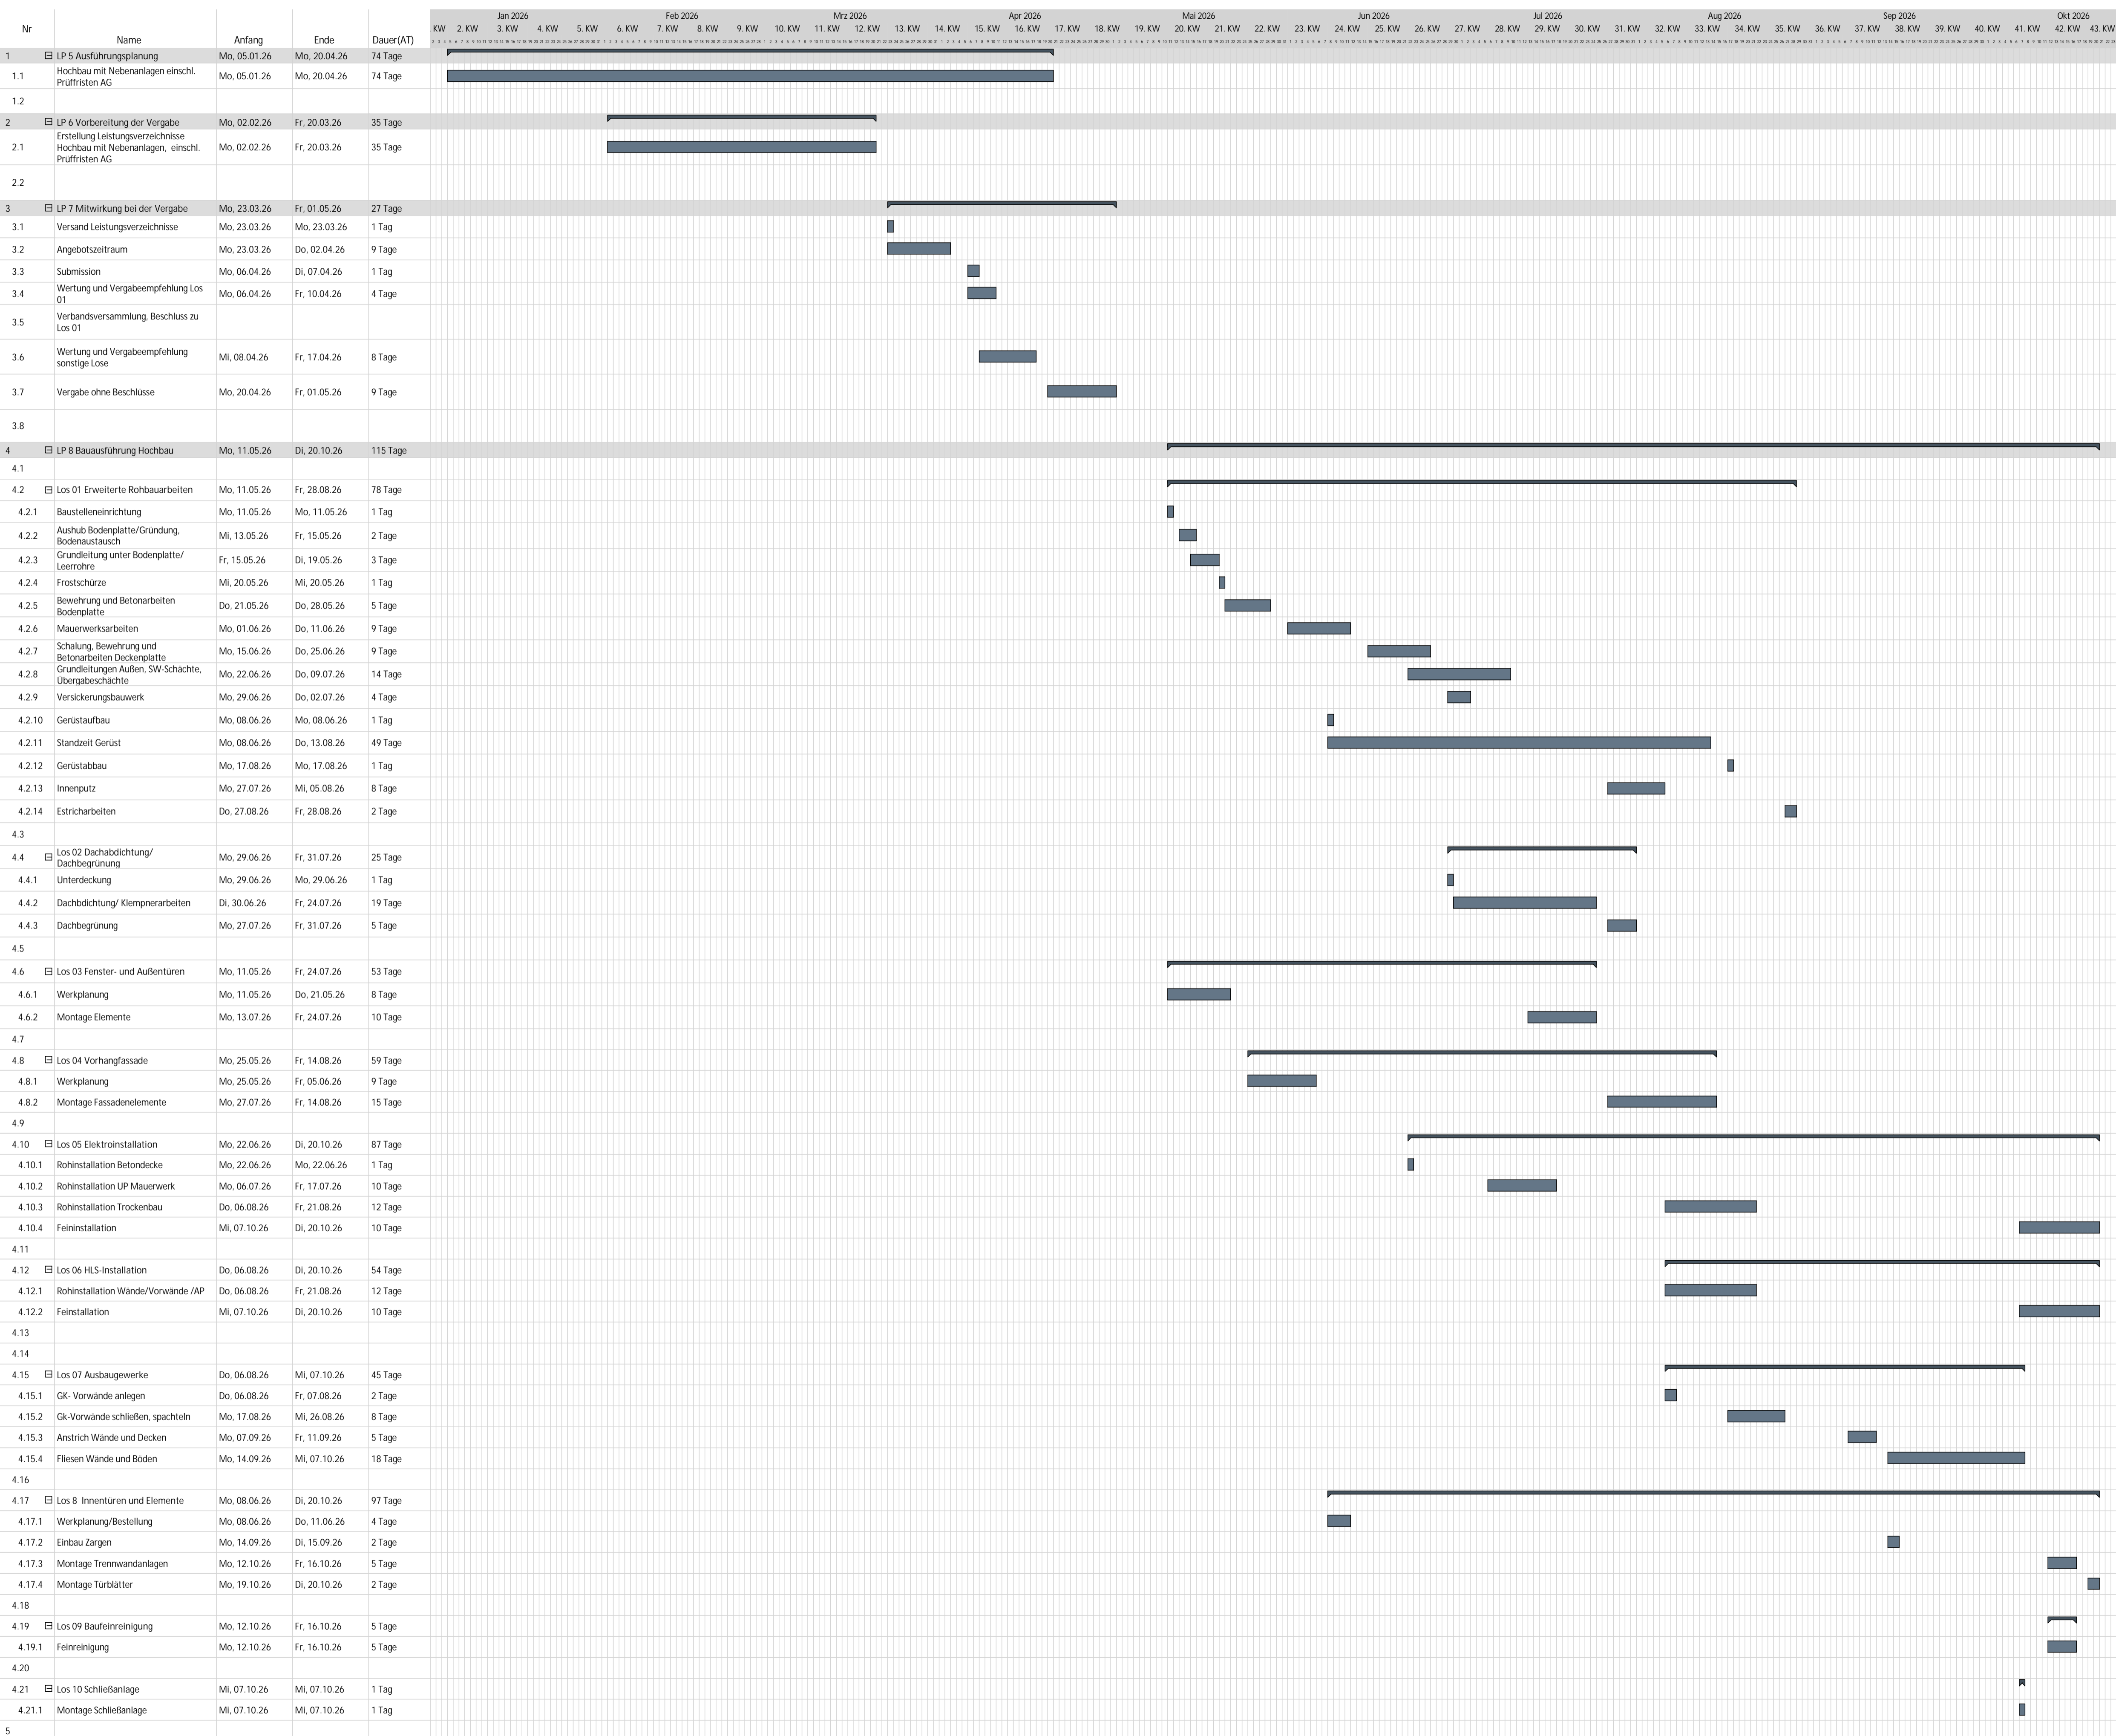 Jan 2026 Feb 2026 Mrz 2026 Apr 2026 Mai 2026 Jun 2026 Jul 2026 Aug 2026 Sep 2026 Okt 2026
Nr Name Anfang Ende Dauer(AT) KW 2. KW 3. KW 4. KW 5. KW 6. KW 7. KW 8. KW 9. KW 10. KW 11. KW 12. KW 13. KW 14. KW 15. KW 16. KW 17. KW 18. KW 19. KW 20. KW 21. KW 22. KW 23. KW 24. KW 25. KW 26. KW 27. KW 28. KW 29. KW 30. KW 31. KW 32. KW 33. KW 34. KW 35. KW 36. KW 37. KW 38. KW 39. KW 40. KW 41. KW 42. KW 43. KW
1 LP 5 Ausführungsplanung Mo, 05.01.26 Mo, 20.04.26 74 Tage
1.1 Hochbau mit Nebenanlagen einschl.
Prüffristen AG Mo, 05.01.26 Mo, 20.04.26 74 Tage
1.2
2 LP 6 Vorbereitung der Vergabe Mo, 02.02.26 Fr, 20.03.26 35 Tage
2.1 Erstellung Leistungsverzeichnisse
Hochbau mit Nebenanlagen, einschl.
Prüffristen AG Mo, 02.02.26 Fr, 20.03.26 35 Tage
2.2
3 LP 7 Mitwirkung bei der Vergabe Mo, 23.03.26 Fr, 01.05.26 27 Tage
3.1 Versand Leistungsverzeichnisse Mo, 23.03.26 Mo, 23.03.26 1 Tag
3.2 Angebotszeitraum Mo, 23.03.26 Do, 02.04.26 9 Tage
3.3 Submission Mo, 06.04.26 Di, 07.04.26 1 Tag
3.4 Wertung und Vergabeempfehlung Los
01 Mo, 06.04.26 Fr, 10.04.26 4 Tage
3.5 Verbandsversammlung, Beschluss zu
Los 01
3.6 Wertung und Vergabeempfehlung
sonstige Lose Mi, 08.04.26 Fr, 17.04.26 8 Tage
3.7 Vergabe ohne Beschlüsse Mo, 20.04.26 Fr, 01.05.26 9 Tage
3.8
4 LP 8 Bauausführung Hochbau Mo, 11.05.26 Di, 20.10.26 115 Tage
4.1
4.2 Los 01 Erweiterte Rohbauarbeiten Mo, 11.05.26 Fr, 28.08.26 78 Tage
4.2.1 Baustelleneinrichtung Mo, 11.05.26 Mo, 11.05.26 1 Tag
4.2.2 Aushub Bodenplatte/Gründung,
Bodenaustausch Mi, 13.05.26 Fr, 15.05.26 2 Tage
4.2.3 Grundleitung unter Bodenplatte/
Leerrohre Fr, 15.05.26 Di, 19.05.26 3 Tage
4.2.4 Frostschürze Mi, 20.05.26 Mi, 20.05.26 1 Tag
4.2.5 Bewehrung und Betonarbeiten
Bodenplatte Do, 21.05.26 Do, 28.05.26 5 Tage
4.2.6 Mauerwerksarbeiten Mo, 01.06.26 Do, 11.06.26 9 Tage
4.2.7 Schalung, Bewehrung und
Betonarbeiten Deckenplatte Mo, 15.06.26 Do, 25.06.26 9 Tage
4.2.8 Grundleitungen Außen, SW-Schächte,
Übergabeschächte Mo, 22.06.26 Do, 09.07.26 14 Tage
4.2.9 Versickerungsbauwerk Mo, 29.06.26 Do, 02.07.26 4 Tage
4.2.10 Gerüstaufbau Mo, 08.06.26 Mo, 08.06.26 1 Tag
4.2.11 Standzeit Gerüst Mo, 08.06.26 Do, 13.08.26 49 Tage
4.2.12 Gerüstabbau Mo, 17.08.26 Mo, 17.08.26 1 Tag
4.2.13 Innenputz Mo, 27.07.26 Mi, 05.08.26 8 Tage
4.2.14 Estricharbeiten Do, 27.08.26 Fr, 28.08.26 2 Tage
4.3
4.4 Los 02 Dachabdichtung/
Dachbegrünung Mo, 29.06.26 Fr, 31.07.26 25 Tage
4.4.1 Unterdeckung Mo, 29.06.26 Mo, 29.06.26 1 Tag
4.4.2 Dachbdichtung/ Klempnerarbeiten Di, 30.06.26 Fr, 24.07.26 19 Tage
4.4.3 Dachbegrünung Mo, 27.07.26 Fr, 31.07.26 5 Tage
4.5
4.6 Los 03 Fenster- und Außentüren Mo, 11.05.26 Fr, 24.07.26 53 Tage
4.6.1 Werkplanung Mo, 11.05.26 Do, 21.05.26 8 Tage
4.6.2 Montage Elemente Mo, 13.07.26 Fr, 24.07.26 10 Tage
4.7
4.8 Los 04 Vorhangfassade Mo, 25.05.26 Fr, 14.08.26 59 Tage
4.8.1 Werkplanung Mo, 25.05.26 Fr, 05.06.26 9 Tage
4.8.2 Montage Fassadenelemente Mo, 27.07.26 Fr, 14.08.26 15 Tage
4.9
4.10 Los 05 Elektroinstallation Mo, 22.06.26 Di, 20.10.26 87 Tage
4.10.1 Rohinstallation Betondecke Mo, 22.06.26 Mo, 22.06.26 1 Tag
4.10.2 Rohinstallation UP Mauerwerk Mo, 06.07.26 Fr, 17.07.26 10 Tage
4.10.3 Rohinstallation Trockenbau Do, 06.08.26 Fr, 21.08.26 12 Tage
4.10.4 Feininstallation Mi, 07.10.26 Di, 20.10.26 10 Tage
4.11
4.12 Los 06 HLS-Installation Do, 06.08.26 Di, 20.10.26 54 Tage
4.12.1 Rohinstallation Wände/Vorwände /AP Do, 06.08.26 Fr, 21.08.26 12 Tage
4.12.2 Feinstallation Mi, 07.10.26 Di, 20.10.26 10 Tage
4.13
4.14
4.15 Los 07 Ausbaugewerke Do, 06.08.26 Mi, 07.10.26 45 Tage
4.15.1 GK- Vorwände anlegen Do, 06.08.26 Fr, 07.08.26 2 Tage
4.15.2 Gk-Vorwände schließen, spachteln Mo, 17.08.26 Mi, 26.08.26 8 Tage
4.15.3 Anstrich Wände und Decken Mo, 07.09.26 Fr, 11.09.26 5 Tage
4.15.4 Fliesen Wände und Böden Mo, 14.09.26 Mi, 07.10.26 18 Tage
4.16
4.17 Los 8 Innentüren und Elemente Mo, 08.06.26 Di, 20.10.26 97 Tage
4.17.1 Werkplanung/Bestellung Mo, 08.06.26 Do, 11.06.26 4 Tage
4.17.2 Einbau Zargen Mo, 14.09.26 Di, 15.09.26 2 Tage
4.17.3 Montage Trennwandanlagen Mo, 12.10.26 Fr, 16.10.26 5 Tage
4.17.4 Montage Türblätter Mo, 19.10.26 Di, 20.10.26 2 Tage
4.18
4.19 Los 09 Baufeinreinigung Mo, 12.10.26 Fr, 16.10.26 5 Tage
4.19.1 Feinreinigung Mo, 12.10.26 Fr, 16.10.26 5 Tage
4.20
4.21 Los 10 Schließanlage Mi, 07.10.26 Mi, 07.10.26 1 Tag
4.21.1 Montage Schließanlage Mi, 07.10.26 Mi, 07.10.26 1 Tag
5